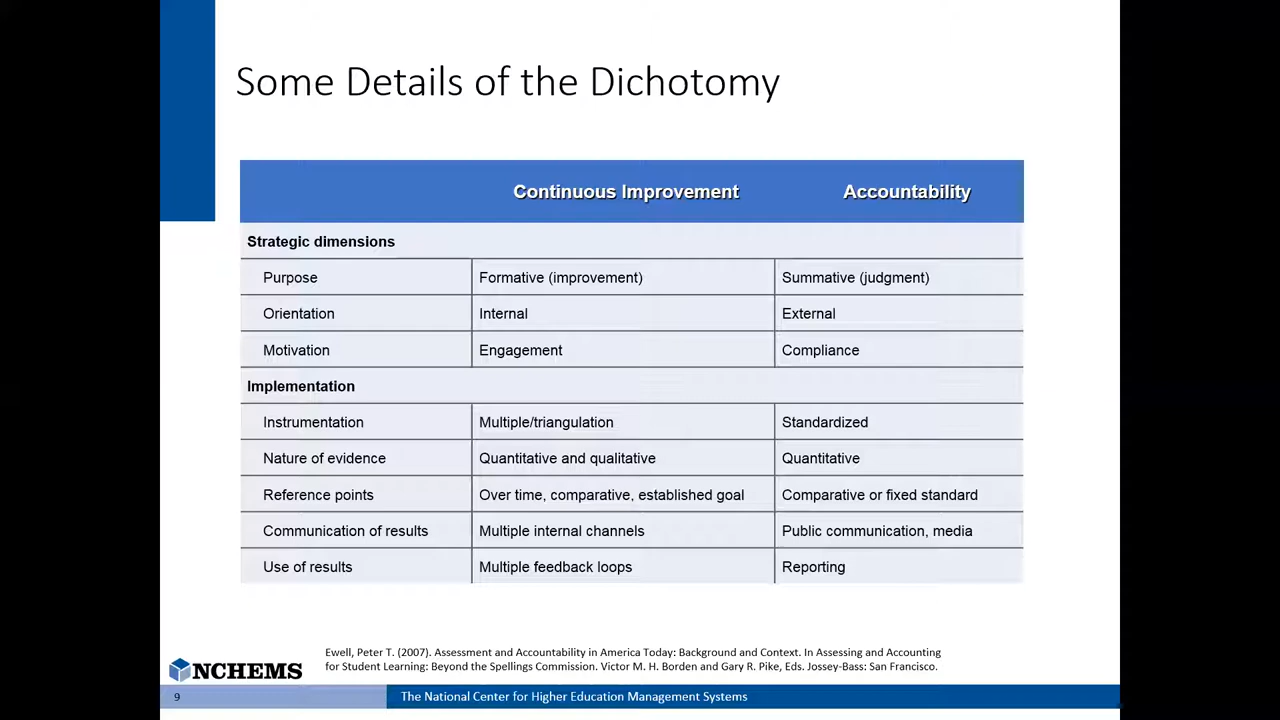 Some Details of the Dichotomy
Continuous Improvement Accountability
Strategic dimensions
Purpose Formative (improvement) Summative (judgment)
Orientation Internal External
Motivation Engagement Compliance
Implementation
Instrumentation Multiple/triangulation Standardized
Nature of evidence Quantitative and qualitative Quantitative
Reference points Over time, comparative, established goal Comparative or fixed standard
Communication of results Multiple internal channels Public communication, media
Use of results Multiple feedback loops Reporting
Ewell, Peter T. (2007). Assessment and Accountability in America Today: Background and Context. In Assessing and Accounting
for Student Learning: Beyond the Spellings Commission. Victor M. H. Borden and Gary R. Pike, Eds. Jossey-Bass: San Francisco.
NCHEMS
9 The National Center for Higher Education Management Systems